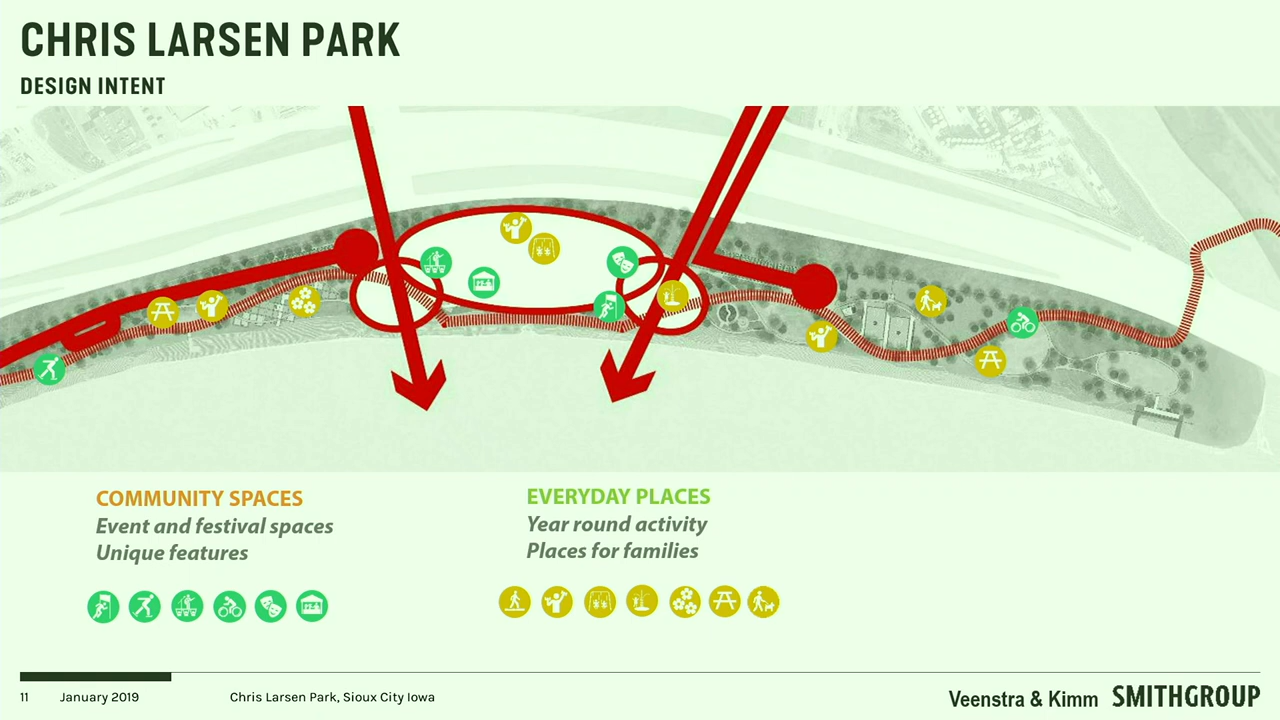 CHRIS LARSEN PARK
DESIGN INTENT
COMMUNITY SPACES
Event and festival spaces
Unique features
EVERYDAY PLACES
Year round activity
Places for families
11 January 2019 Chris Larsen Park, Sioux City Iowa
Veenstra & Kimm SMITHGROUP